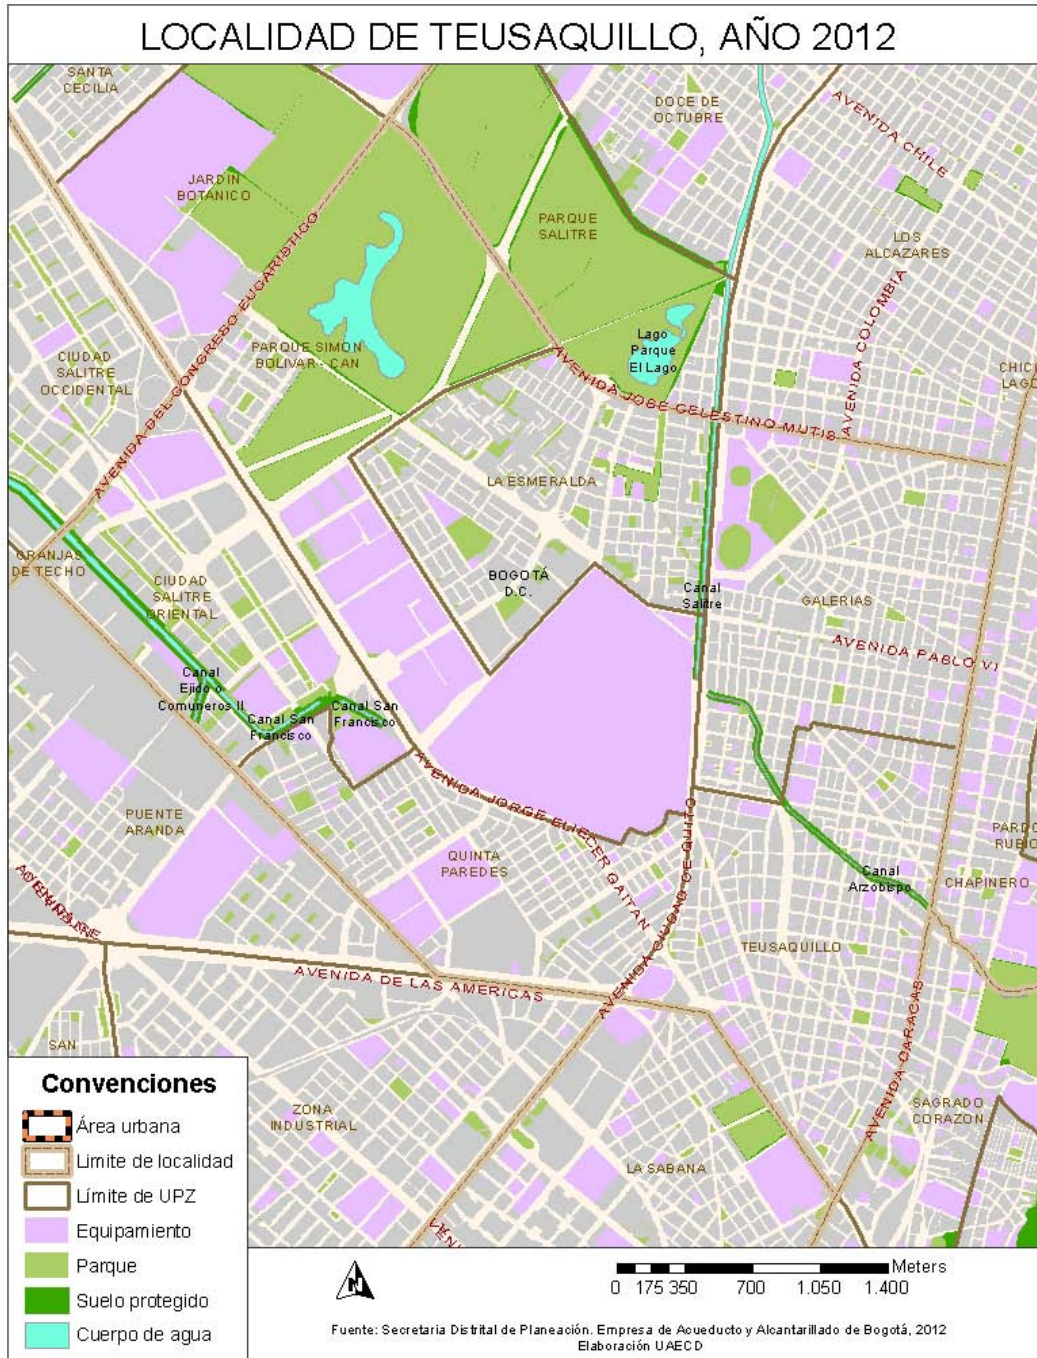 LOCALIDAD DE TEUSAQUILLO, AÑO 2012
SANTA
CECILIA
DOCE DE
OCTUBRE
AVENIDA CHILE
JARDIN
BOTANICO
PARQUE
SALITRE
LOS
ALCAZARES
AVENIDA COLOMBIA
AVENIDA DEL CONGRESO EUCARISTICO
PARQUE SIMON
BOLIVAR - CAN
Lago
Parque
El Lago
CIUDAD
SALITRE
OCCIDENTAL
LAGO
AVENIDA JOSE CELESTINO MUTIS
LA ESMERALDA
GRANJAS
DE TECHO
CIUDAD
SALITRE
ORIENTAL
BOGOTÁ
D.C.
Canal
Salitre
GALERIAS
AVENIDA PABLO VI
Canal
Ejido o
Comuneros II
Canal San
Francisco
Canal San
Francisco
AVENIDA JORGE ELIECER GAITAN
AVENIDA CIUDAD DE QUITO
PUENTE
ARANDA
QUINTA
PAREDES
PARDO
RUBIO
Canal
Arzobispo
CHAPINERO
TEUSAQUILLO
AVENIDA DE LAS AMERICAS
AVENIDA CARACAS
SAN
ZONA
INDUSTRIAL
LA SABANA
SAGRADO
CORAZON
Convenciones
Área urbana
Limite de localidad
Límite de UPZ
Equipamiento
Parque
Suelo protegido
Cuerpo de agua
N
Meters
0 175 350 700 1.050 1.400
Fuente: Secretaria Distrital de Planeación. Empresa de Acueducto y Alcantarillado de Bogotá, 2012
Elaboración UAECD